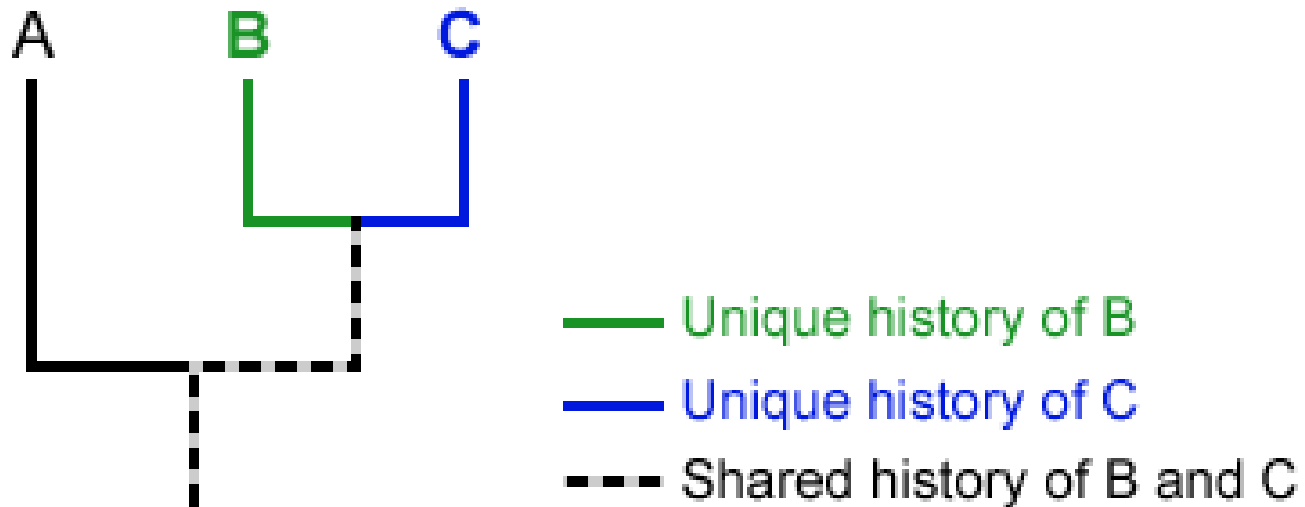 A B C
Unique history of B
Unique history of C
Shared history of B and C